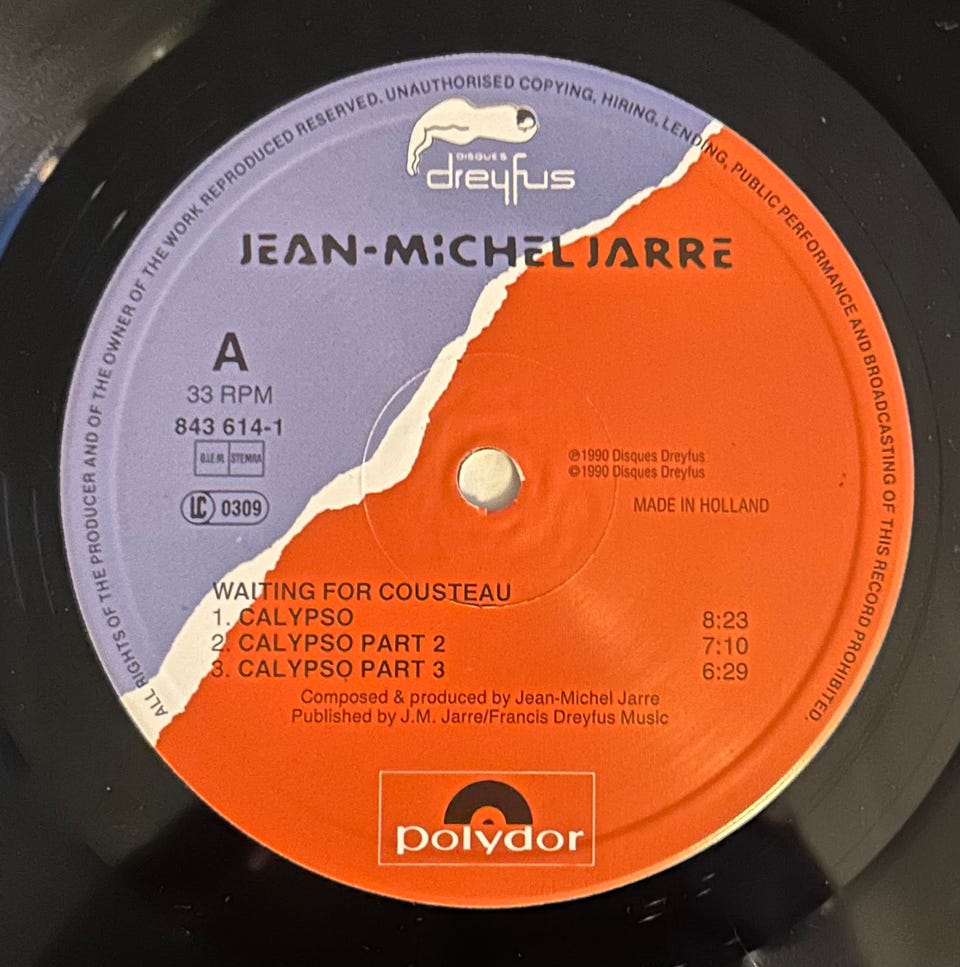 ALL RIGHTS OF THE PRODUCER AND OF THE OWNER OF THE WORK REPRODUCED RESERVED. UNAUTHORISED COPYING, HIRING, LENDING, PUBLIC PERFORMANCE AND BROADCASTING OF THIS RECORD PROHIBITED.
DISQUES
dreyfus
JEAN-MICHEL JARRE
A
33 RPM
843 614-1
B.I.E.M. STEMRA
LC 0309
℗1990 Disques Dreyfus
©1990 Disques Dreyfus
MADE IN HOLLAND
WAITING FOR COUSTEAU
1. CALYPSO 8:23
2. CALYPSO PART 2 7:10
3. CALYPSO PART 3 6:29
Composed & produced by Jean-Michel Jarre
Published by J.M. Jarre/Francis Dreyfus Music
polydor